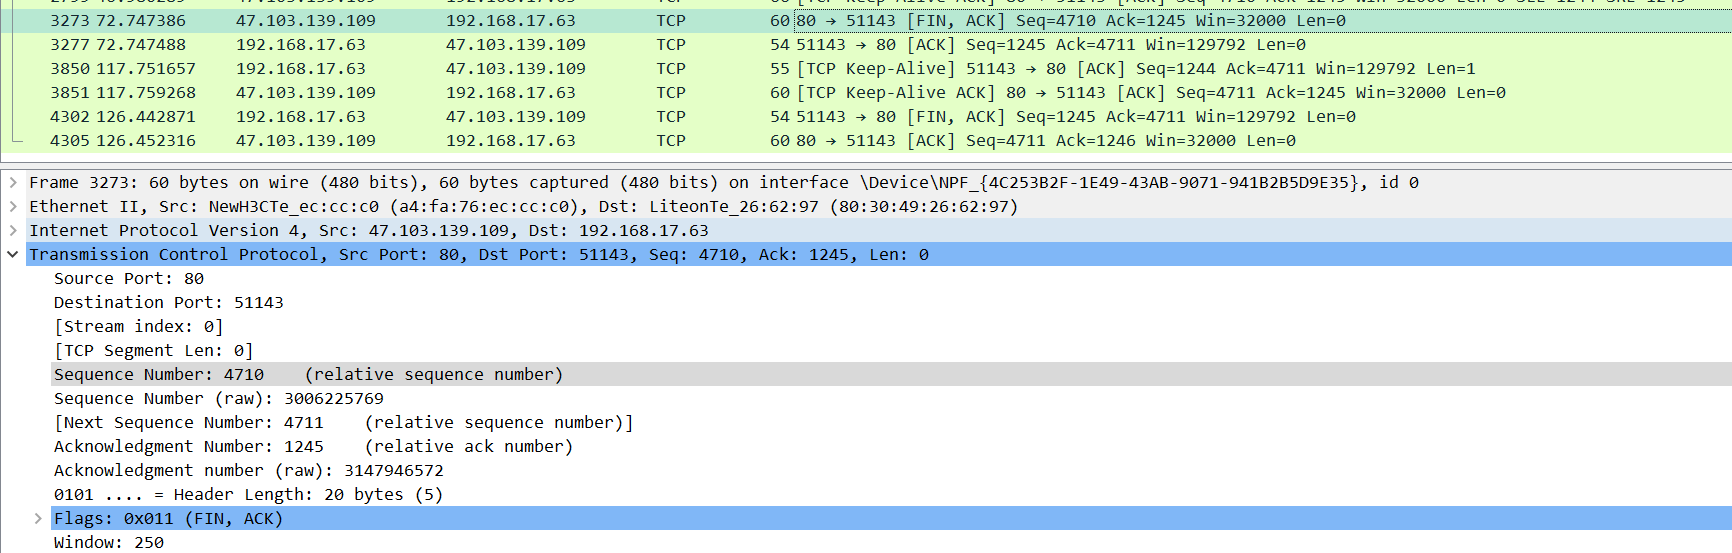 3273 72.747386 47.103.139.109 192.168.17.63 TCP 60 80 → 51143 [FIN, ACK] Seq=4710 Ack=1245 Win=32000 Len=0
3277 72.747488 192.168.17.63 47.103.139.109 TCP 54 51143 → 80 [ACK] Seq=1245 Ack=4711 Win=129792 Len=0
3850 117.751657 192.168.17.63 47.103.139.109 TCP 55 [TCP Keep-Alive] 51143 → 80 [ACK] Seq=1244 Ack=4711 Win=129792 Len=1
3851 117.759268 47.103.139.109 192.168.17.63 TCP 60 [TCP Keep-Alive ACK] 80 → 51143 [ACK] Seq=4711 Ack=1245 Win=32000 Len=0
4302 126.442871 192.168.17.63 47.103.139.109 TCP 54 51143 → 80 [FIN, ACK] Seq=1245 Ack=4711 Win=129792 Len=0
4305 126.452316 47.103.139.109 192.168.17.63 TCP 60 80 → 51143 [ACK] Seq=4711 Ack=1246 Win=32000 Len=0
Frame 3273: 60 bytes on wire (480 bits), 60 bytes captured (480 bits) on interface \Device\NPF_{4C253B2F-1E49-43AB-9071-941B2B5D9E35}, id 0
Ethernet II, Src: NewH3CTe_ec:cc:c0 (a4:fa:76:ec:cc:c0), Dst: LiteonTe_26:62:97 (80:30:49:26:62:97)
Internet Protocol Version 4, Src: 47.103.139.109, Dst: 192.168.17.63
Transmission Control Protocol, Src Port: 80, Dst Port: 51143, Seq: 4710, Ack: 1245, Len: 0
Source Port: 80
Destination Port: 51143
[Stream index: 0]
[TCP Segment Len: 0]
Sequence Number: 4710 (relative sequence number)
Sequence Number (raw): 3006225769
[Next Sequence Number: 4711 (relative sequence number)]
Acknowledgment Number: 1245 (relative ack number)
Acknowledgment number (raw): 3147946572
0101 .... = Header Length: 20 bytes (5)
Flags: 0x011 (FIN, ACK)
Window: 250